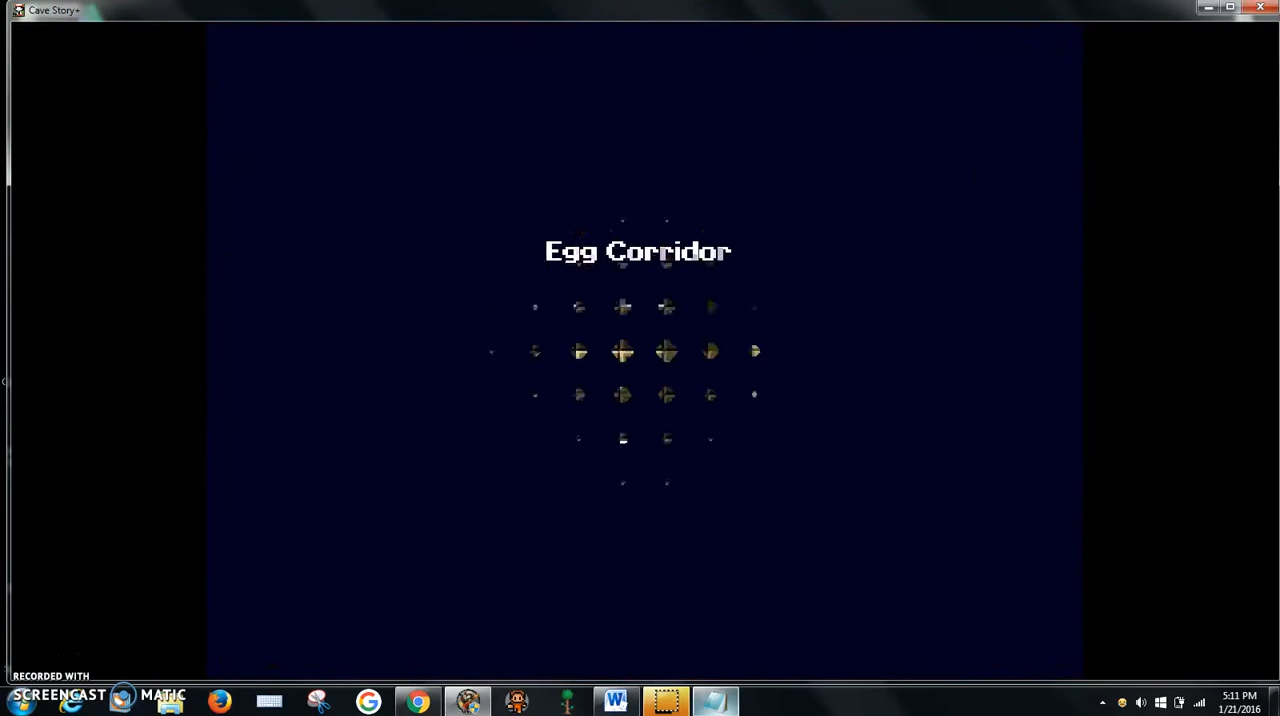 Cave Story+
Egg Corridor
RECORDED WITH
SCREENCAST MATIC
5:11 PM
1/21/2016